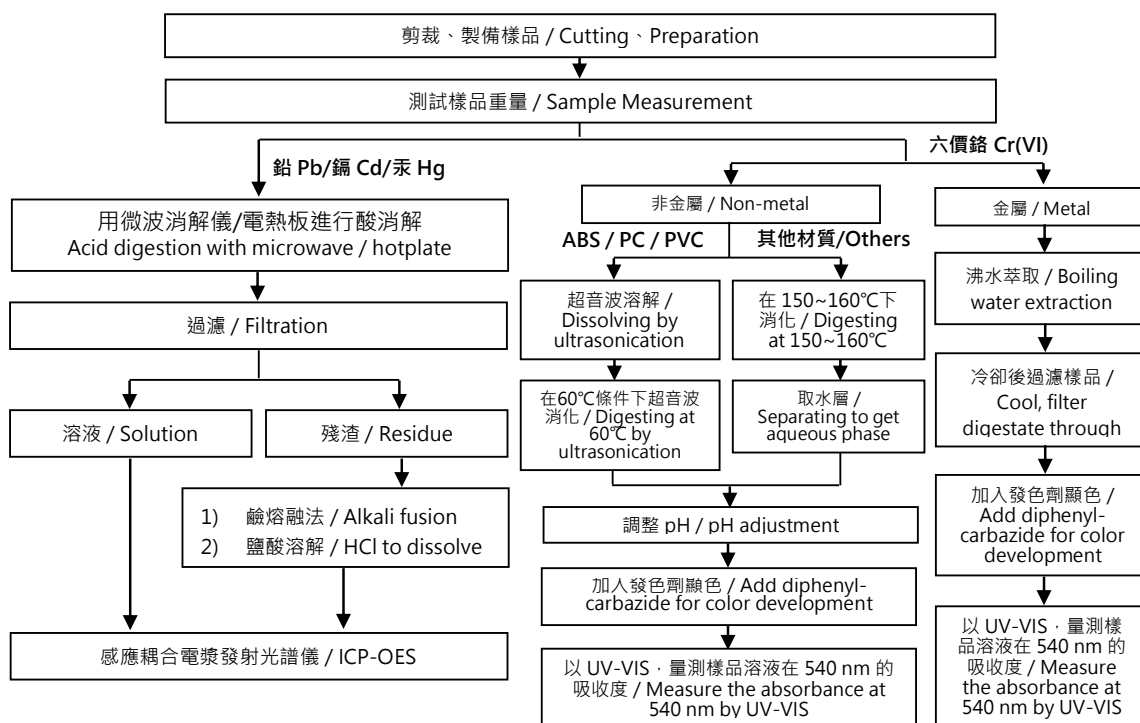 剪裁、製備樣品 / Cutting、Preparation
測試樣品重量 / Sample Measurement
鉛 Pb/鎘 Cd/汞 Hg
六價鉻 Cr(VI)
用微波消解儀/電熱板進行酸消解
Acid digestion with microwave / hotplate
過濾 / Filtration
溶液 / Solution
殘渣 / Residue
1) 鹼熔融法 / Alkali fusion
2) 鹽酸溶解 / HCl to dissolve
感應耦合電漿發射光譜儀 / ICP-OES
非金屬 / Non-metal
ABS / PC / PVC
其他材質/Others
超音波溶解 /
Dissolving by
ultrasonication
在60℃條件下超音波
消化 / Digesting at
60℃ by
ultrasonication
在 150~160℃下
消化 / Digesting
at 150~160℃
取水層 /
Separating to get
aqueous phase
調整 pH / pH adjustment
加入發色劑顯色 / Add diphenyl-
carbazide for color development
以 UV-VIS，量測樣品溶液在 540 nm 的
吸收度 / Measure the absorbance at
540 nm by UV-VIS
金屬 / Metal
沸水萃取 / Boiling
water extraction
冷卻後過濾樣品 /
Cool, filter
digestate through
加入發色劑顯色 /
Add diphenyl-
carbazide for color
development
以 UV-VIS，量測樣
品溶液在 540 nm 的
吸收度 / Measure
the absorbance at
540 nm by UV-VIS